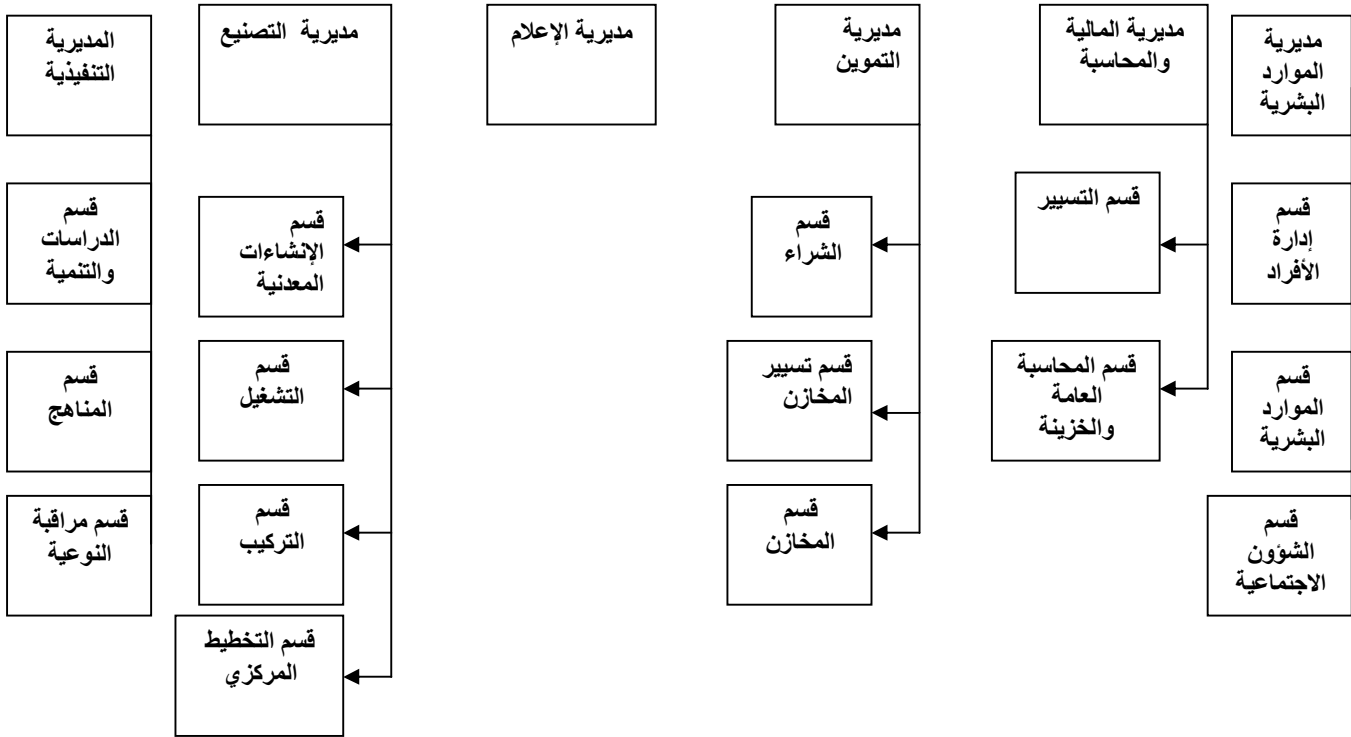 مديرية
الموارد
البشرية
مديرية المالية
والمحاسبة
مديرية
التموين
مديرية الإعلام
مديرية التصنيع
المديرية
التنفيذية
قسم
إدارة
الأفراد
قسم التسيير
قسم
الشراء
قسم
الإنشاءات
المعدنية
قسم
الدراسات
والتنمية
قسم
الموارد
البشرية
قسم المحاسبة
العامة
والخزينة
قسم تسيير
المخازن
قسم
التشغيل
قسم
المناهج
قسم
الشؤون
الاجتماعية
قسم
المخازن
قسم
التركيب
قسم مراقبة
النوعية
قسم التخطيط
المركزي